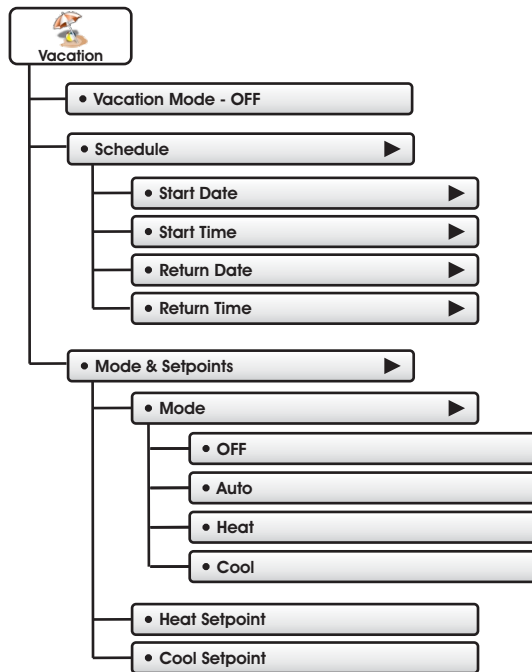 Vacation
• Vacation Mode - OFF
• Schedule
• Start Date
• Start Time
• Return Date
• Return Time
• Mode & Setpoints
• Mode
• OFF
• Auto
• Heat
• Cool
• Heat Setpoint
• Cool Setpoint